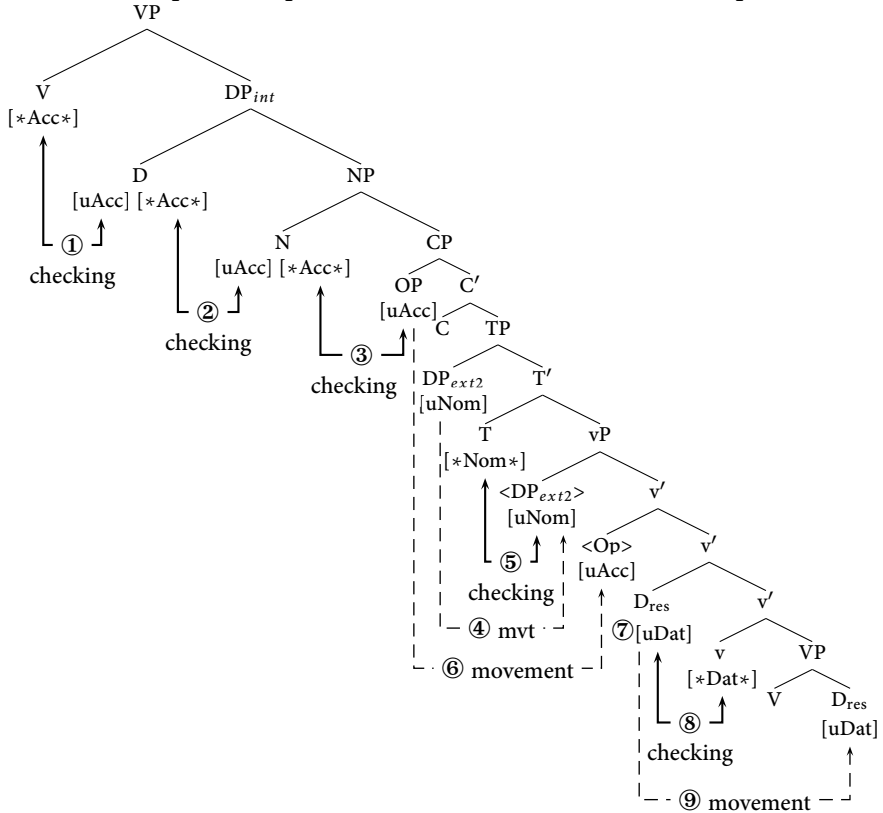 VP
V DP_int
[∗Acc∗]
D NP
[uAcc] [∗Acc∗]
N CP
① [uAcc] [∗Acc∗] OP C′
checking
[uAcc] C TP
②
checking
③ DP_ext2 T′
checking [uNom]
T vP
[∗Nom∗]
<DP_ext2> v′
[uNom]
<Op> v′
⑤ [uAcc]
checking D_res v′
④ mvt ⑦ [uDat]
v VP
⑥ movement [∗Dat∗]
V D_res
⑧ [uDat]
checking
⑨ movement